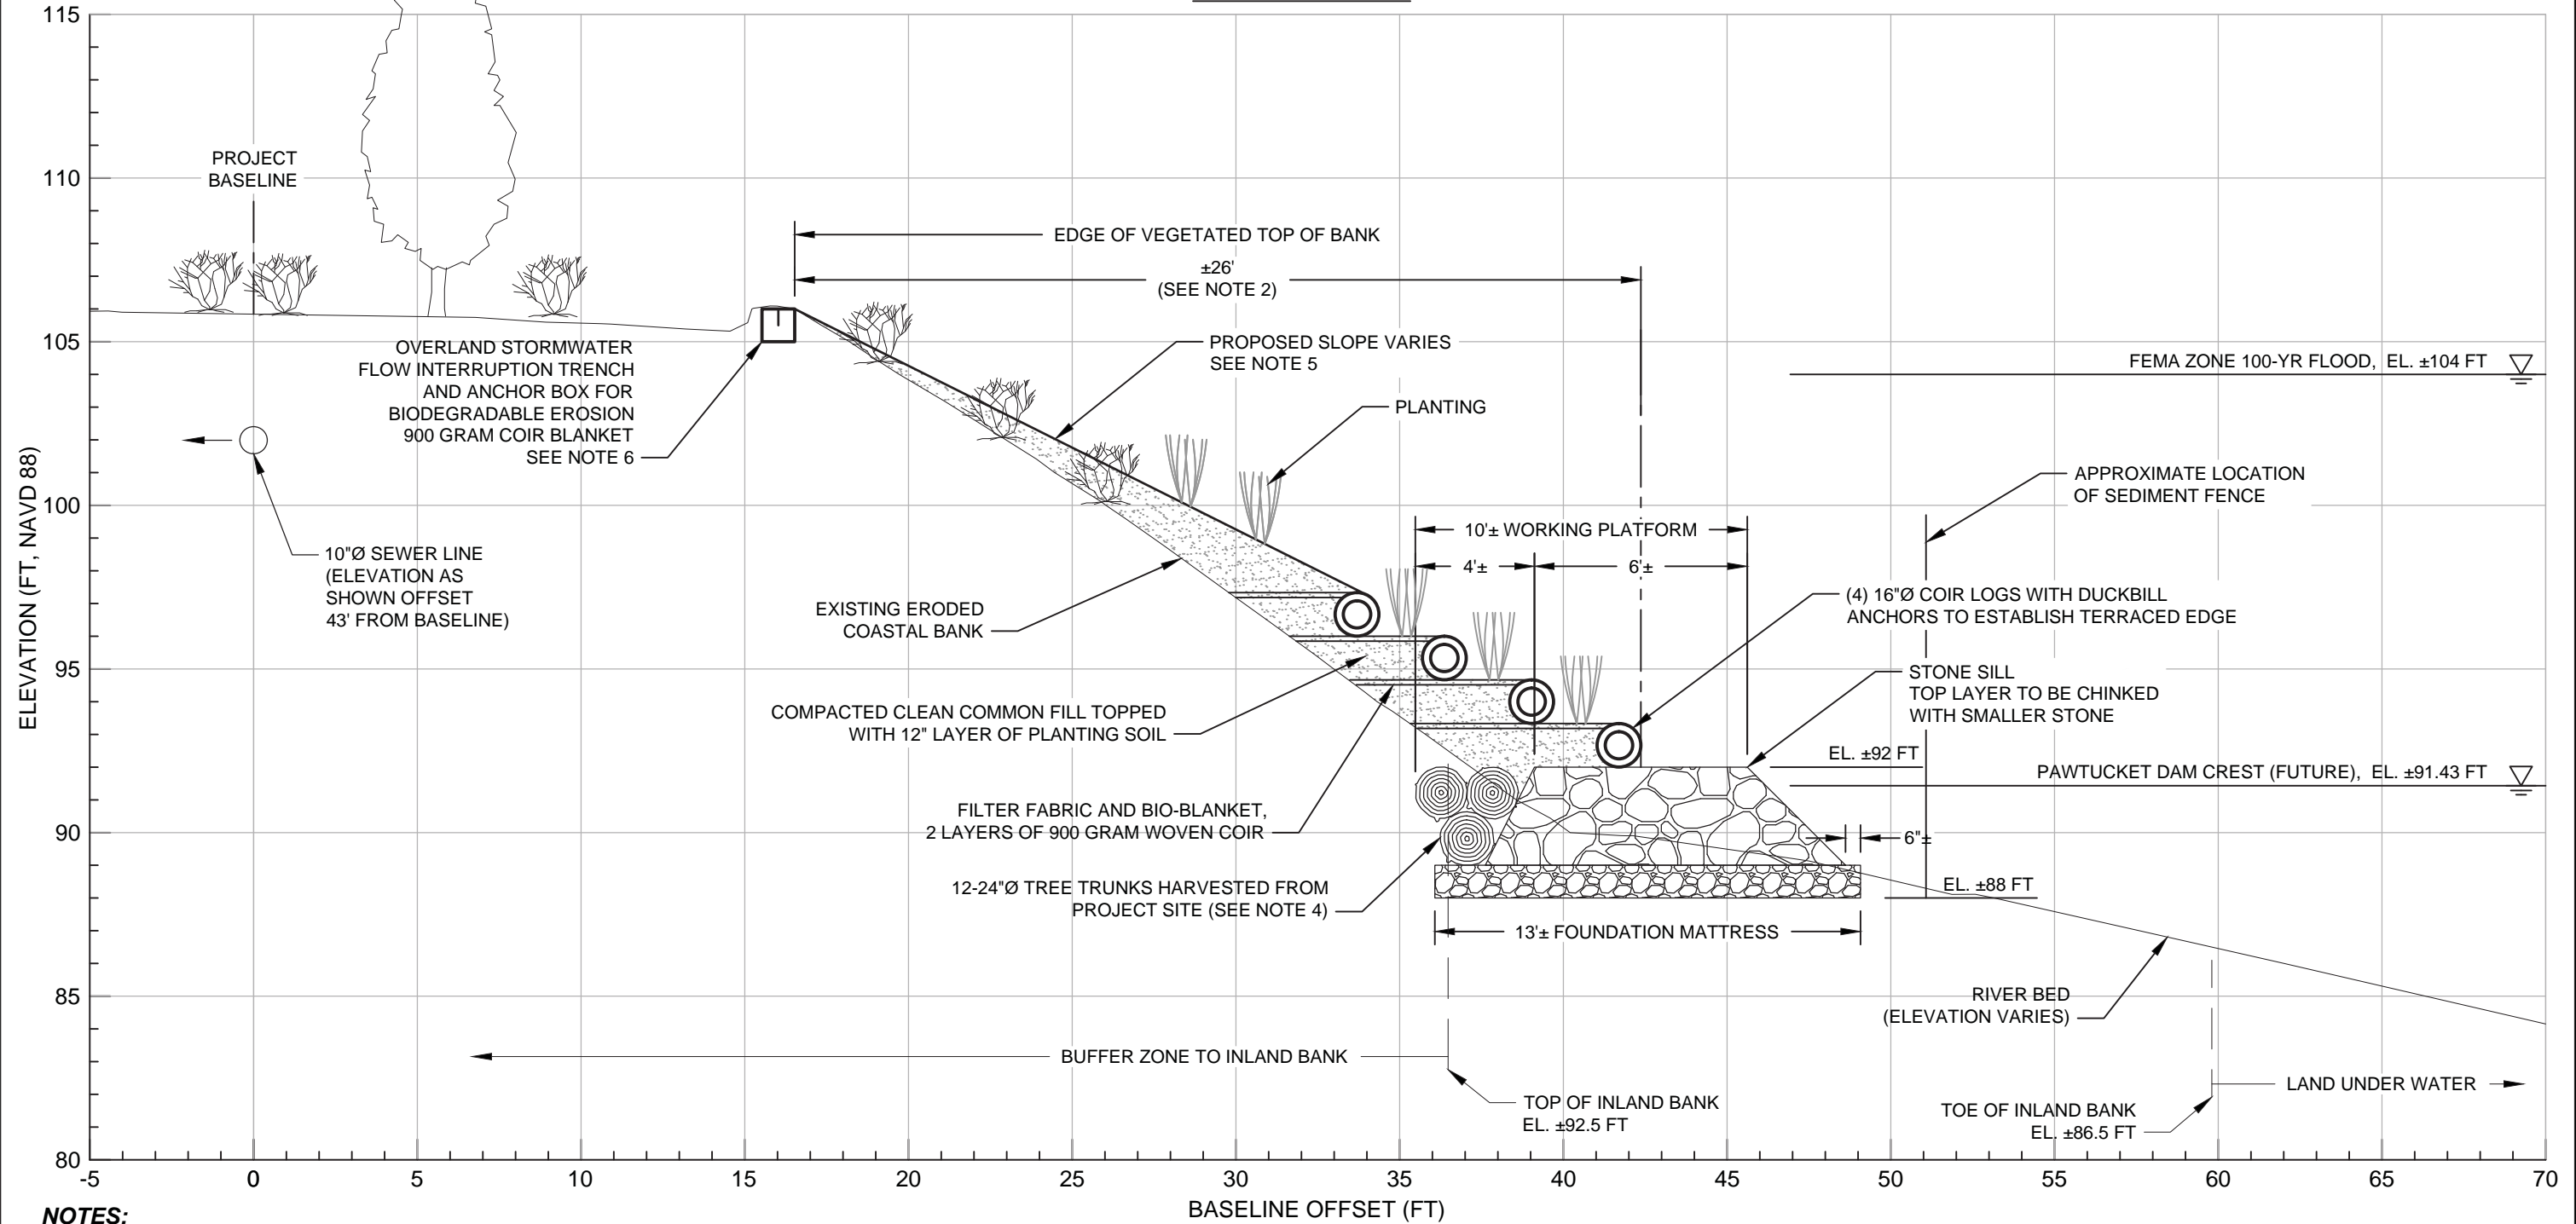 115
110
105
100
95
90
85
80
ELEVATION (FT, NAVD 88)
PROJECT
BASELINE
EDGE OF VEGETATED TOP OF BANK
±26'
(SEE NOTE 2)
OVERLAND STORMWATER
FLOW INTERRUPTION TRENCH
AND ANCHOR BOX FOR
BIODEGRADABLE EROSION
900 GRAM COIR BLANKET
SEE NOTE 6
PROPOSED SLOPE VARIES
SEE NOTE 5
FEMA ZONE 100-YR FLOOD, EL. ±104 FT
PLANTING
APPROXIMATE LOCATION
OF SEDIMENT FENCE
10"Ø SEWER LINE
(ELEVATION AS
SHOWN OFFSET
43' FROM BASELINE)
10'± WORKING PLATFORM
4'±
6'±
EXISTING ERODED
COASTAL BANK
(4) 16"Ø COIR LOGS WITH DUCKBILL
ANCHORS TO ESTABLISH TERRACED EDGE
STONE SILL
TOP LAYER TO BE CHINKED
WITH SMALLER STONE
COMPACTED CLEAN COMMON FILL TOPPED
WITH 12" LAYER OF PLANTING SOIL
EL. ±92 FT
PAWTUCKET DAM CREST (FUTURE), EL. ±91.43 FT
FILTER FABRIC AND BIO-BLANKET,
2 LAYERS OF 900 GRAM WOVEN COIR
6"±
12-24"Ø TREE TRUNKS HARVESTED FROM
PROJECT SITE (SEE NOTE 4)
EL. ±88 FT
13'± FOUNDATION MATTRESS
RIVER BED
(ELEVATION VARIES)
BUFFER ZONE TO INLAND BANK
LAND UNDER WATER
TOP OF INLAND BANK
EL. ±92.5 FT
TOE OF INLAND BANK
EL. ±86.5 FT
-5 0 5 10 15 20 25 30 35 40 45 50 55 60 65 70
BASELINE OFFSET (FT)
NOTES: